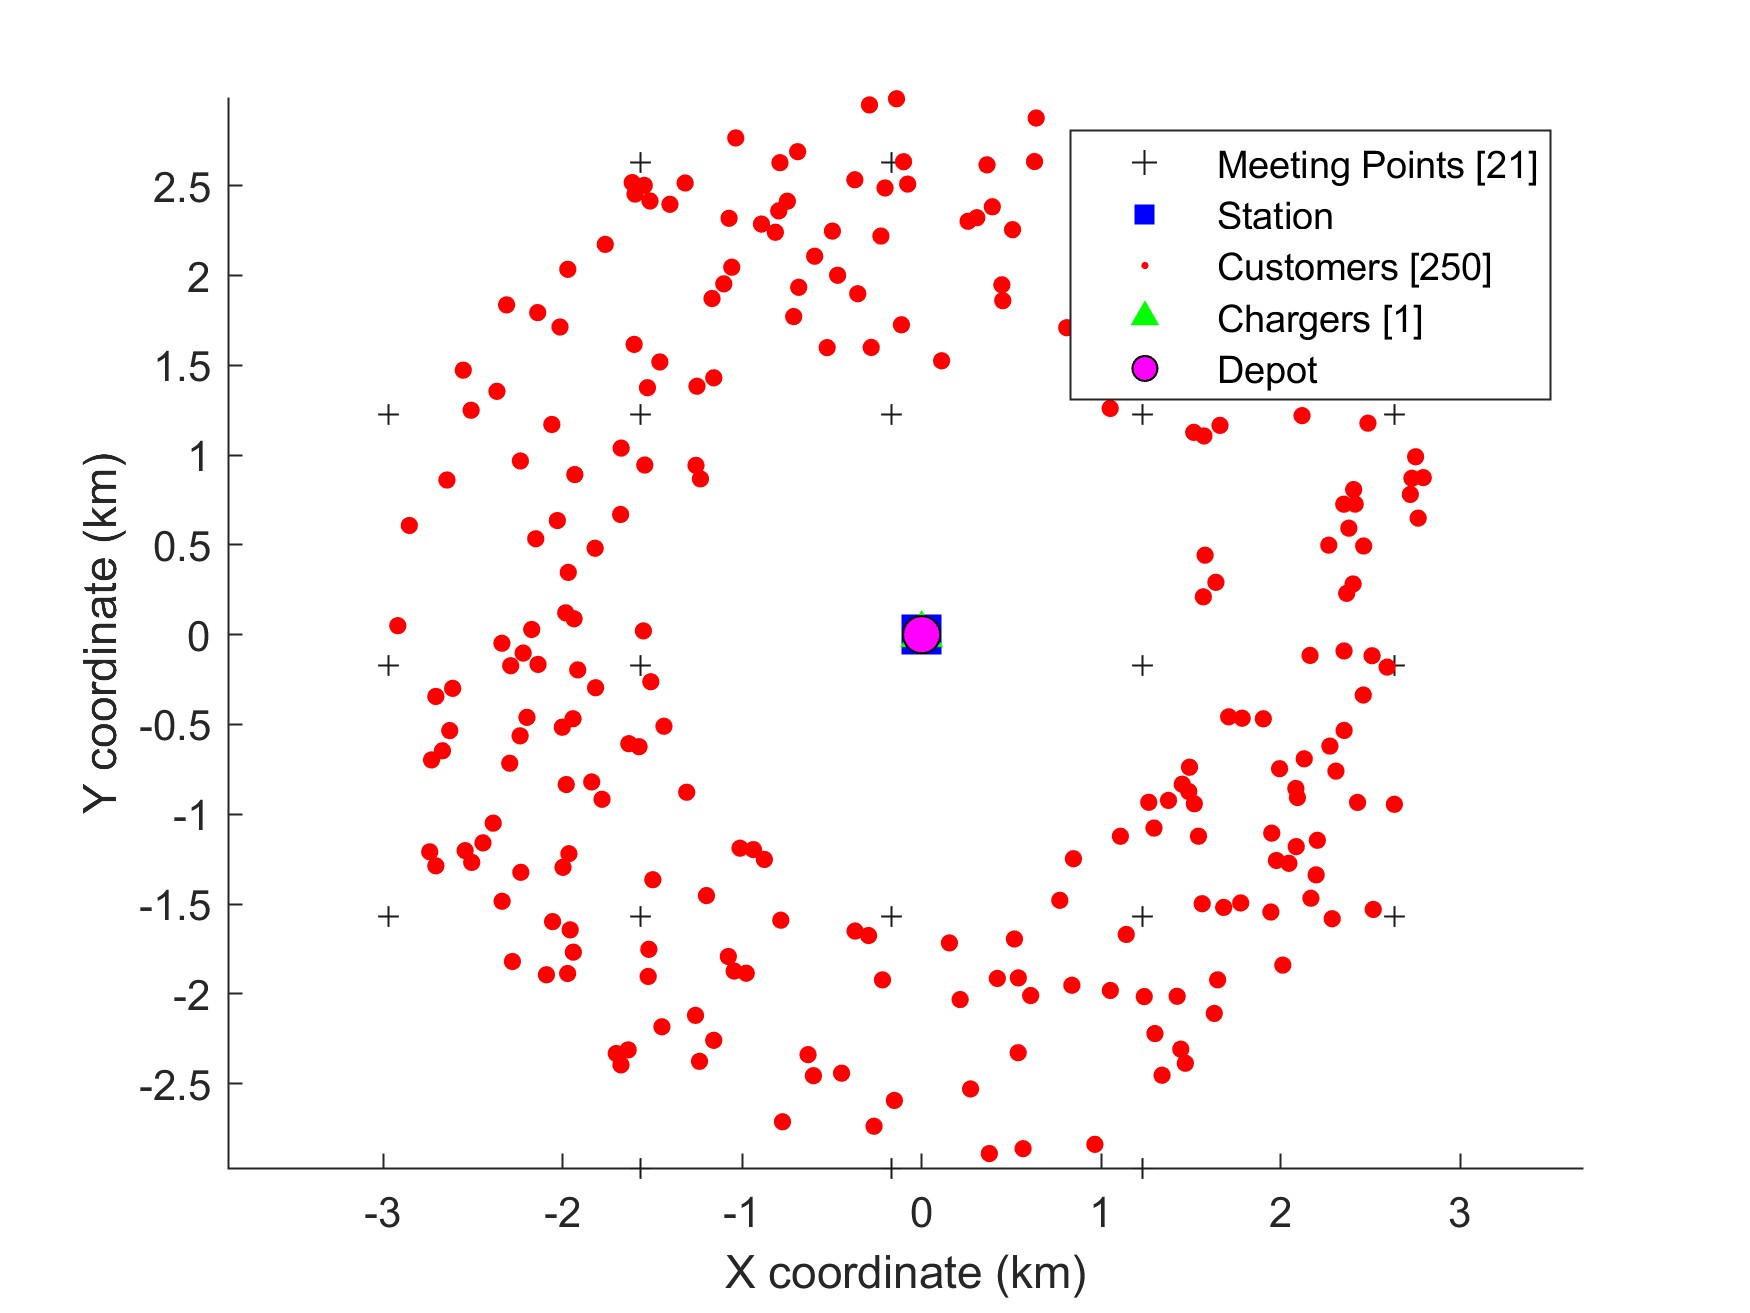 Meeting Points [21]
Station
Customers [250]
Chargers [1]
Depot
2.5
2
1.5
1
0.5
0
-0.5
-1
-1.5
-2
-2.5
Y coordinate (km)
-3 -2 -1 0 1 2 3
X coordinate (km)